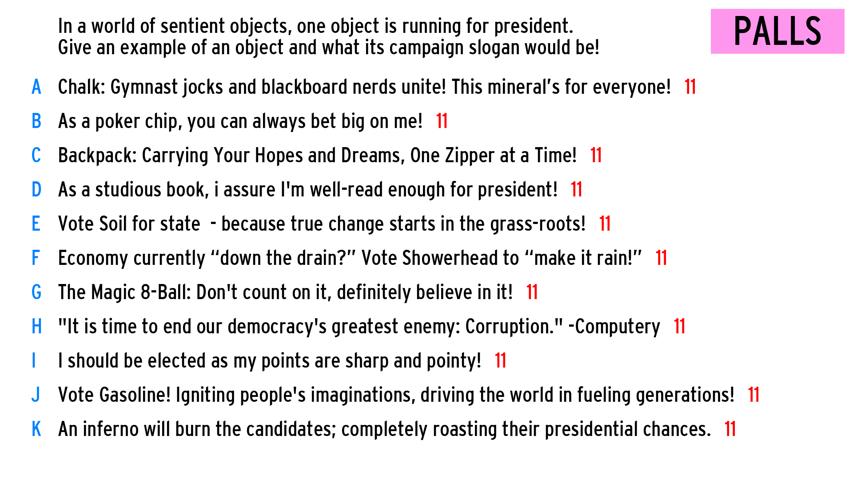 In a world of sentient objects, one object is running for president.
Give an example of an object and what its campaign slogan would be!
PALLS
A Chalk: Gymnast jocks and blackboard nerds unite! This mineral's for everyone! 11
B As a poker chip, you can always bet big on me! 11
C Backpack: Carrying Your Hopes and Dreams, One Zipper at a Time! 11
D As a studious book, i assure I'm well-read enough for president! 11
E Vote Soil for state  - because true change starts in the grass-roots! 11
F Economy currently “down the drain?” Vote Showerhead to “make it rain!” 11
G The Magic 8-Ball: Don't count on it, definitely believe in it! 11
H "It is time to end our democracy's greatest enemy: Corruption." -Computery 11
I I should be elected as my points are sharp and pointy! 11
J Vote Gasoline! Igniting people's imaginations, driving the world in fueling generations! 11
K An inferno will burn the candidates; completely roasting their presidential chances. 11